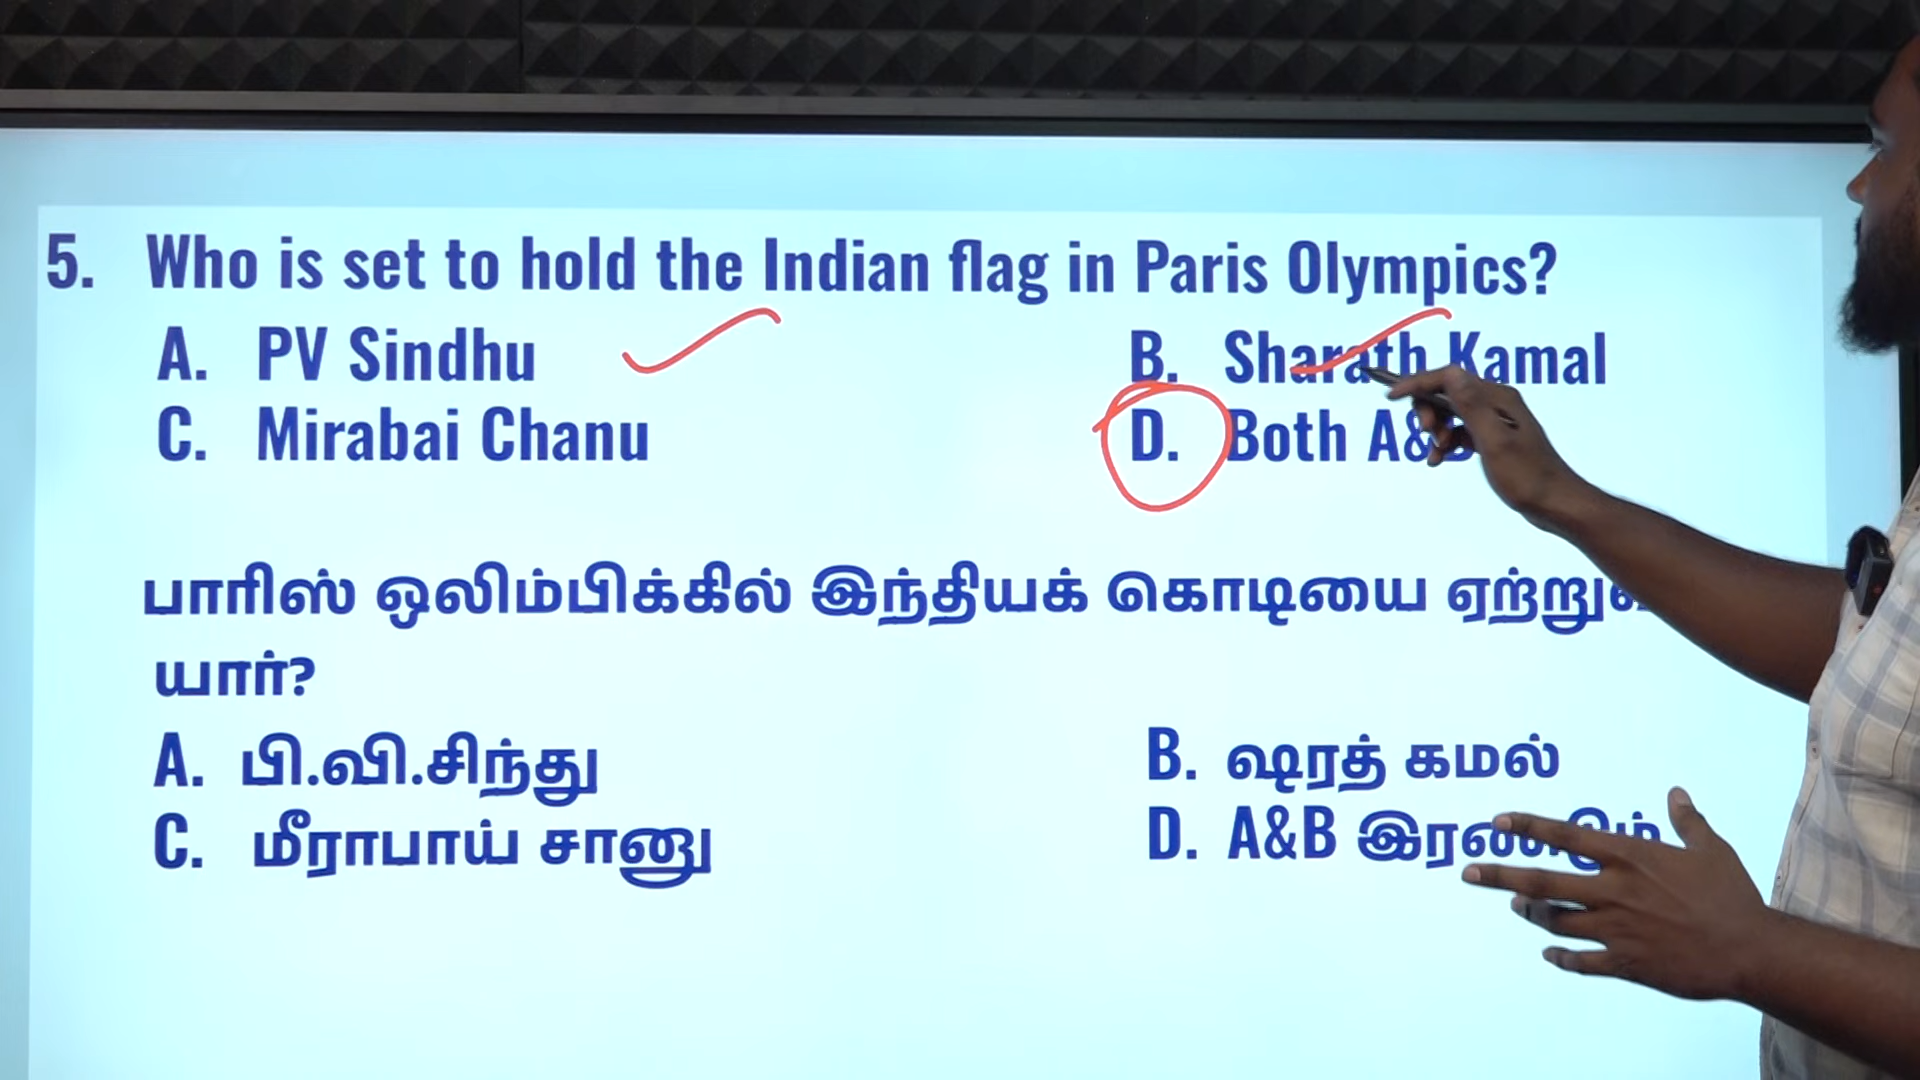 5. Who is set to hold the Indian flag in Paris Olympics?
A. PV Sindhu B. Sharath Kamal
C. Mirabai Chanu D. Both A&B
பாரிஸ் ஒலிம்பிக்கில் இந்தியக் கொடியை
யார்?
A. பி.வி.சிந்து B. ஷரத் கமல்
C. மீராபாய் சானு D. A&B இரண்டும்